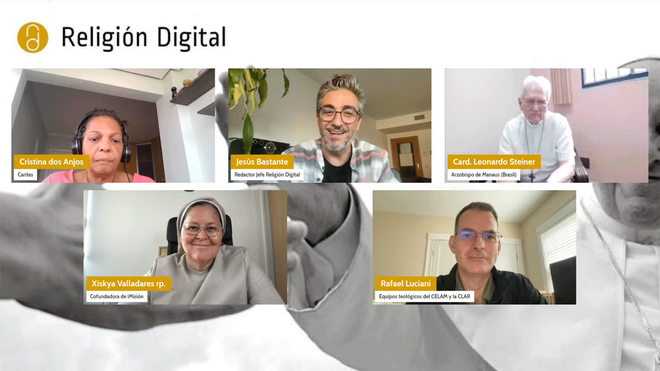 Religión Digital
Cristina dos Anjos
Caritas
Jesús Bastante
Redactor Jefe Religión Digital
Card. Leonardo Steiner
Arzobispo de Manaus (Brasil)
Xiskya Valladares rp.
Cofundadora de iMisión
Rafael Luciani
Equipos teológicos del CELAM y la CLAR